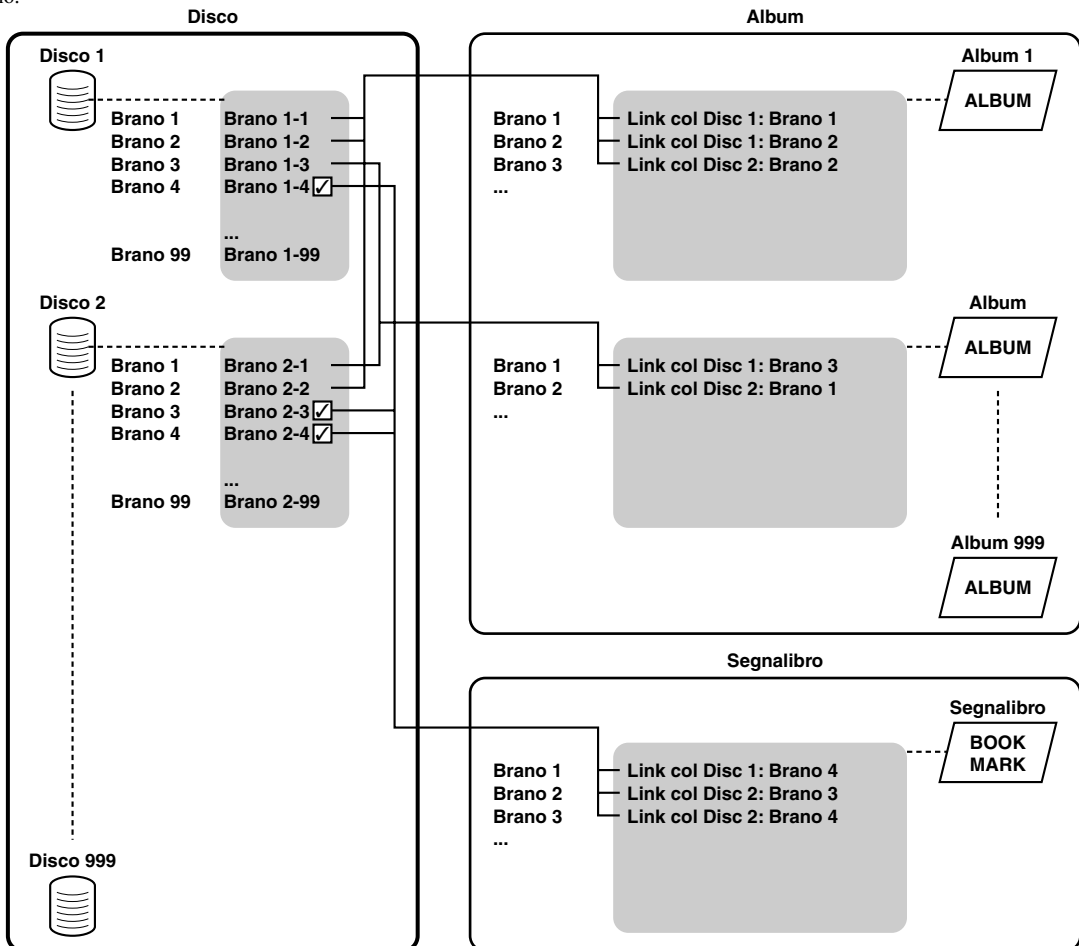 Disco
Disco 1
Brano 1 Brano 1-1
Brano 2 Brano 1-2
Brano 3 Brano 1-3
Brano 4 Brano 1-4
...
Brano 99 Brano 1-99
Disco 2
Brano 1 Brano 2-1
Brano 2 Brano 2-2
Brano 3 Brano 2-3
Brano 4 Brano 2-4
...
Brano 99 Brano 2-99
Disco 999
Album
Album 1
ALBUM
Brano 1 Link col Disc 1: Brano 1
Brano 2 Link col Disc 1: Brano 2
Brano 3 Link col Disc 2: Brano 2
...
Album
ALBUM
Brano 1 Link col Disc 1: Brano 3
Brano 2 Link col Disc 2: Brano 1
...
Album 999
ALBUM
Segnalibro
Segnalibro
BOOK
MARK
Brano 1 Link col Disc 1: Brano 4
Brano 2 Link col Disc 2: Brano 3
Brano 3 Link col Disc 2: Brano 4
...